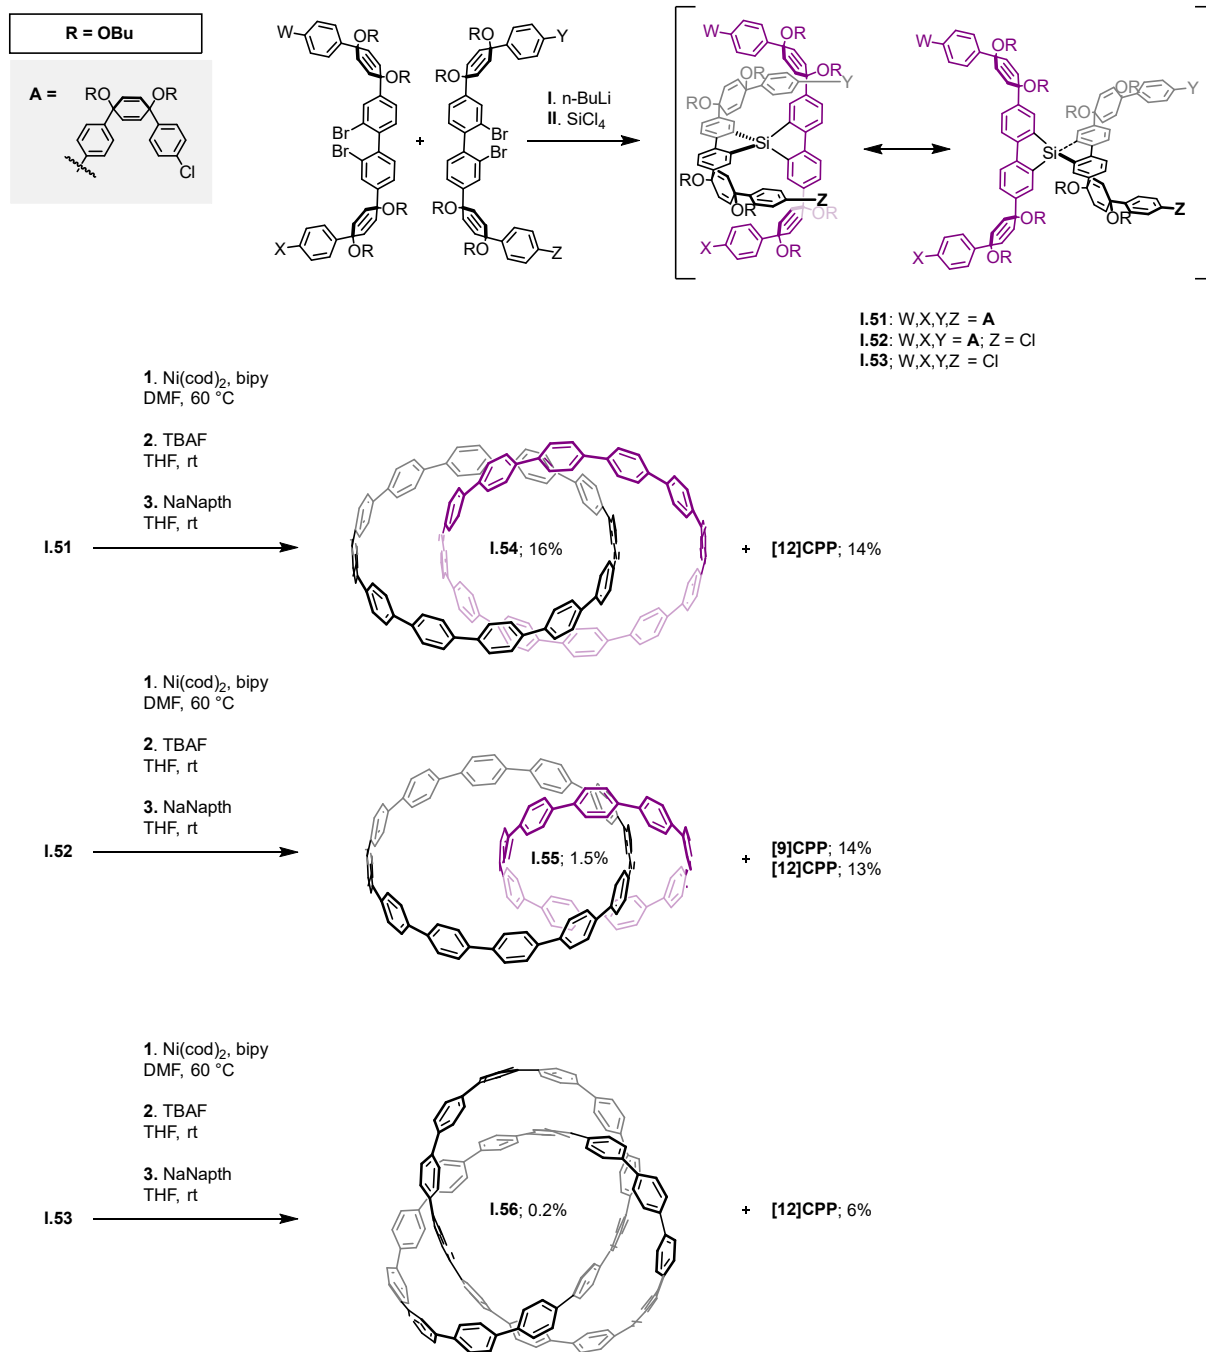 R = OBu
A =
RO
OR
Cl
W
OR
OR
Br
Br
OR
OR
X
RO
Y
RO
Br
Br
RO
RO
Z
+
I. n-BuLi
II. SiCl4
W
OR
OR
Y
RO
RO
Si
RO
OR
Z
OR
OR
X
W
OR
OR
RO
OR
Y
Si
RO
OR
Z
OR
OR
X
I.51: W,X,Y,Z = A
I.52: W,X,Y = A; Z = Cl
I.53; W,X,Y,Z = Cl
1. Ni(cod)2, bipy
DMF, 60 °C
2. TBAF
THF, rt
3. NaNapth
THF, rt
I.51
I.54; 16%
+
[12]CPP; 14%
1. Ni(cod)2, bipy
DMF, 60 °C
2. TBAF
THF, rt
3. NaNapth
THF, rt
I.52
I.55; 1.5%
+
[9]CPP; 14%
[12]CPP; 13%
1. Ni(cod)2, bipy
DMF, 60 °C
2. TBAF
THF, rt
3. NaNapth
THF, rt
I.53
I.56; 0.2%
+
[12]CPP; 6%